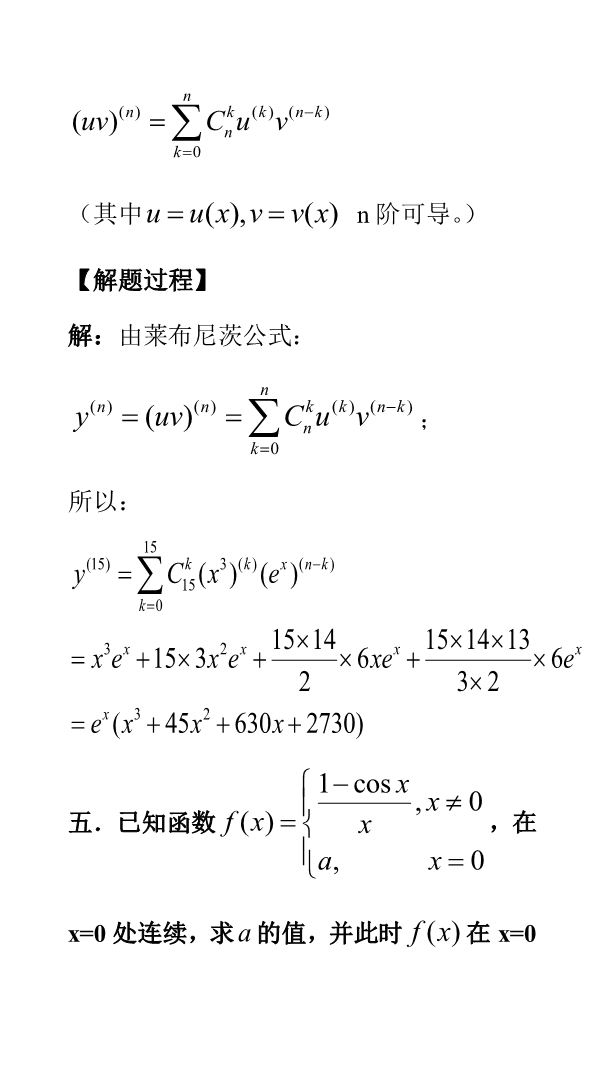 $(uv)^{(n)} = \sum_{k=0}^{n} C_n^k u^{(k)} v^{(n-k)}$
（其中 $u = u(x), v = v(x)$ n 阶可导。）
【解题过程】
解：由莱布尼茨公式：
$y^{(n)} = (uv)^{(n)} = \sum_{k=0}^{n} C_n^k u^{(k)} v^{(n-k)}$；
所以：
$y^{(15)} = \sum_{k=0}^{15} C_{15}^k (x^3)^{(k)} (e^x)^{(n-k)}$
$= x^3 e^x + 15 \times 3x^2 e^x + \frac{15 \times 14}{2} \times 6xe^x + \frac{15 \times 14 \times 13}{3 \times 2} \times 6e^x$
$= e^x (x^3 + 45x^2 + 630x + 2730)$
五．已知函数 $f(x) = \begin{cases} \frac{1 - \cos x}{x}, x \neq 0 \\ a, \quad x = 0 \end{cases}$，在
x=0 处连续，求 $a$ 的值，并此时 $f(x)$ 在 x=0